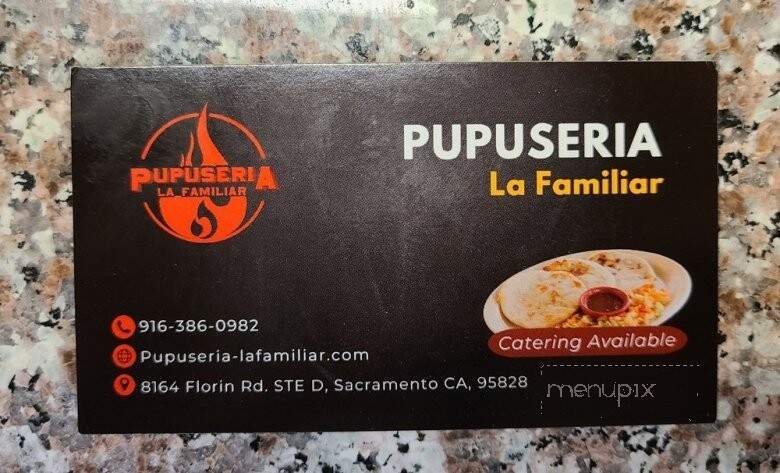 PUPUSERIA
LA FAMILIAR
PUPUSERIA
La Familiar
916-386-0982
Pupuseria-lafamiliar.com
8164 Florin Rd. STE D, Sacramento CA, 95828
Catering Available
menupix